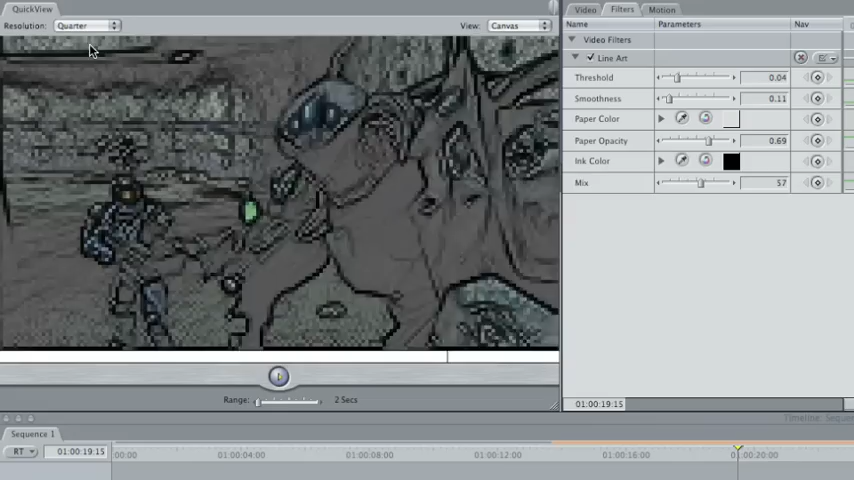 QuickView
Resolution: Quarter
View: Canvas
Range: 2 Secs
Video Filters Motion
Name Parameters Nav
Video Filters
Line Art
Threshold 0.04
Smoothness 0.11
Paper Color
Paper Opacity 0.69
Ink Color
Mix 57
01:00:19:15
Timeline: Seque
Sequence 1
RT 01:00:19:15 :00:00 01:00:04:00 01:00:08:00 01:00:12:00 01:00:16:00 01:00:20:00